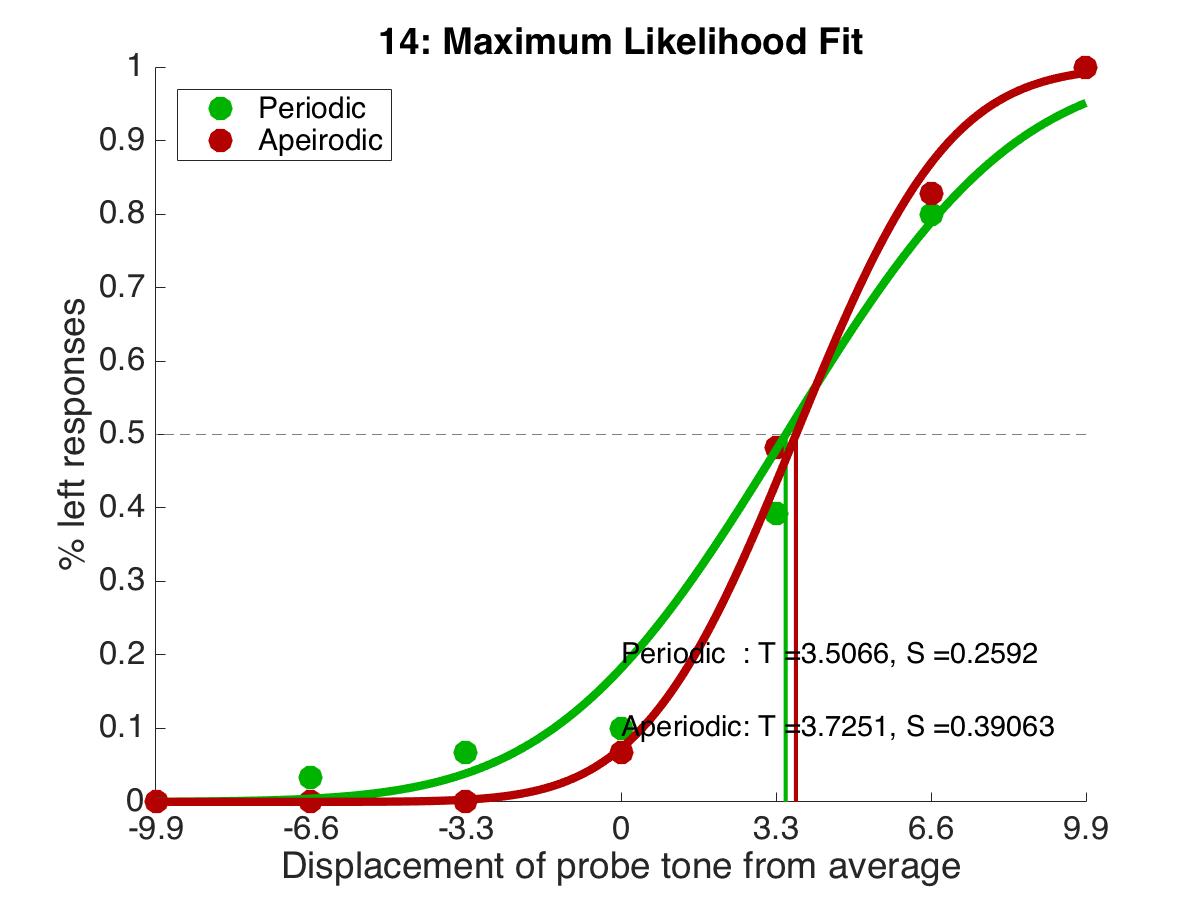 14: Maximum Likelihood Fit
1
Periodic
Apeirodic
0.9
0.8
0.7
0.6
0.5
0.4
0.3
0.2
0.1
0
% left responses
Periodic : T =3.5066, S =0.2592
Aperiodic: T =3.7251, S =0.39063
-9.9 -6.6 -3.3 0 3.3 6.6 9.9
Displacement of probe tone from average